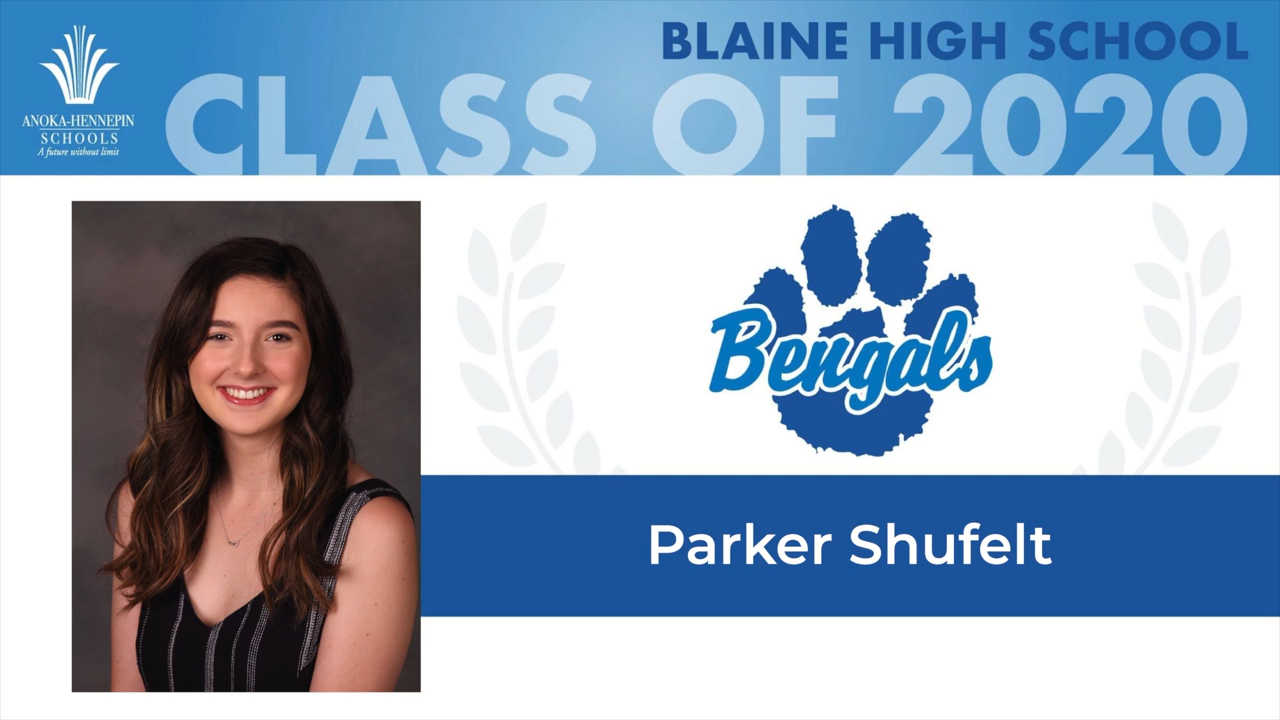 BLAINE HIGH SCHOOL
CLASS OF 2020
ANOKA-HENNEPIN
SCHOOLS
A future without limit
Bengals
Parker Shufelt